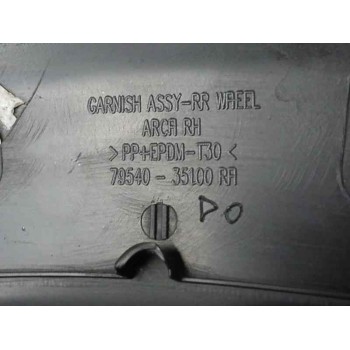 GARNISH ASSY-RR WHEEL
ARCH RH
>PP+EPDM-T30<
79540-35100 RH
DO